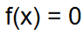 f(x) = 0